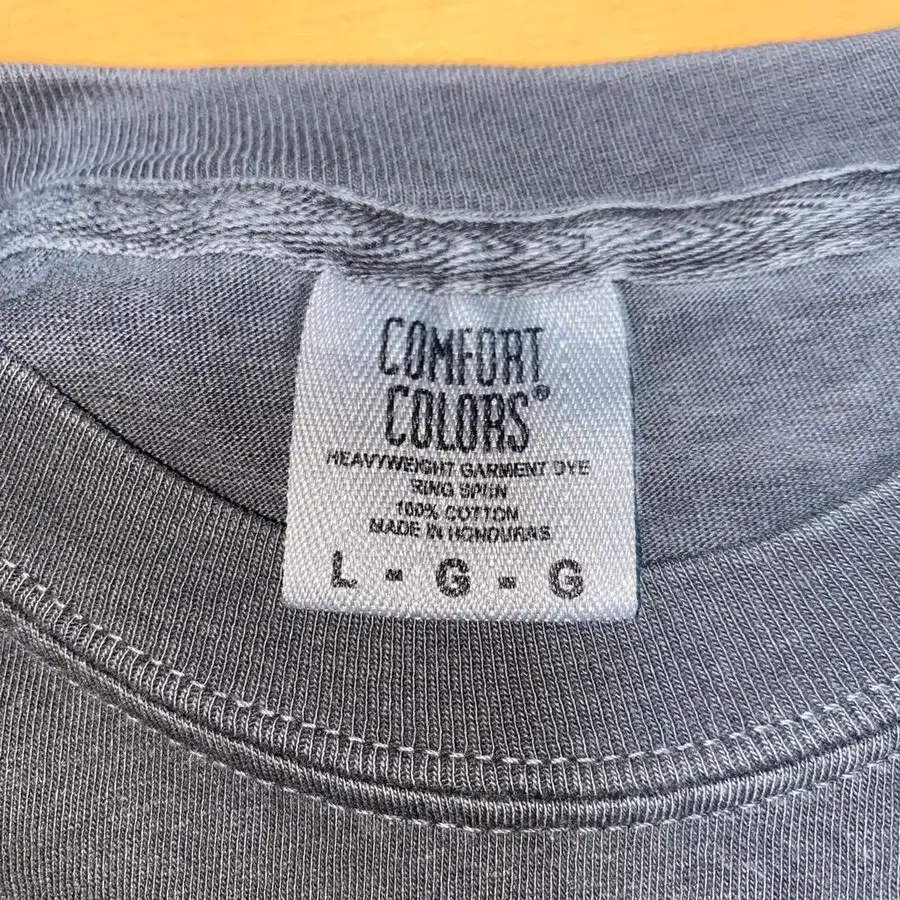 COMFORT
COLORS®
HEAVYWEIGHT GARMENT DYE
RING SPUN
100% COTTON
MADE IN HONDURAS
L - G - G